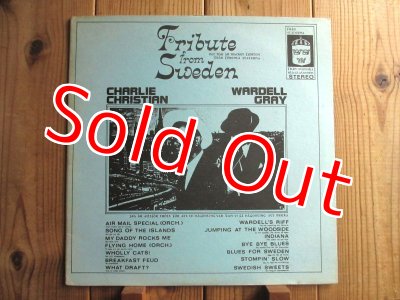 Tribute
from
Sweden
STEREO
CHARLIE
CHRISTIAN
WARDELL
GRAY
Sold Out
AIR MAIL SPECIAL (ORCH.)
SONG OF THE ISLANDS
MY DADDY ROCKS ME
FLYING HOME (ORCH.)
WHOLLY CATS!
BREAKFAST FEUD
WHAT DRAFT?
WARDELL'S RIFF
JUMPING AT THE WOODSIDE
INDIANA
BYE BYE BLUES
BLUES FOR SWEDEN
STOMPIN' SLOW
SWEDISH SWEETS